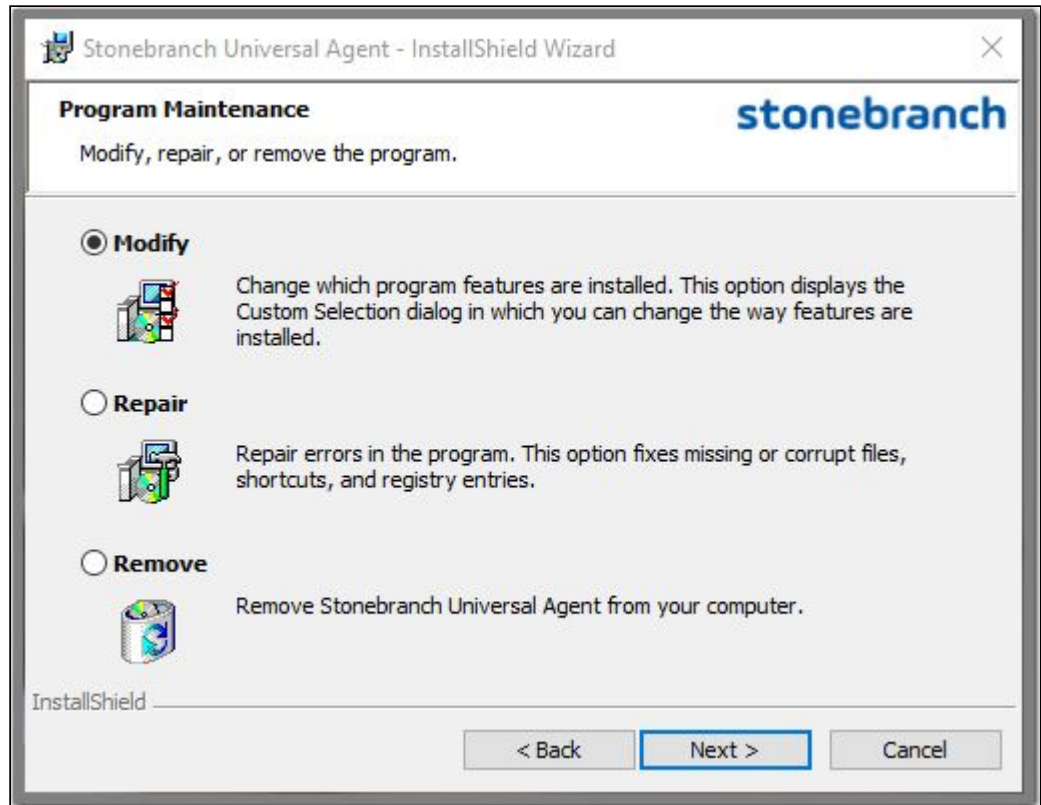 Stonebranch Universal Agent - InstallShield Wizard
Program Maintenance
stonebranch
Modify, repair, or remove the program.
Modify
Change which program features are installed. This option displays the
Custom Selection dialog in which you can change the way features are
installed.
Repair
Repair errors in the program. This option fixes missing or corrupt files,
shortcuts, and registry entries.
Remove
Remove Stonebranch Universal Agent from your computer.
InstallShield
< Back
Next >
Cancel